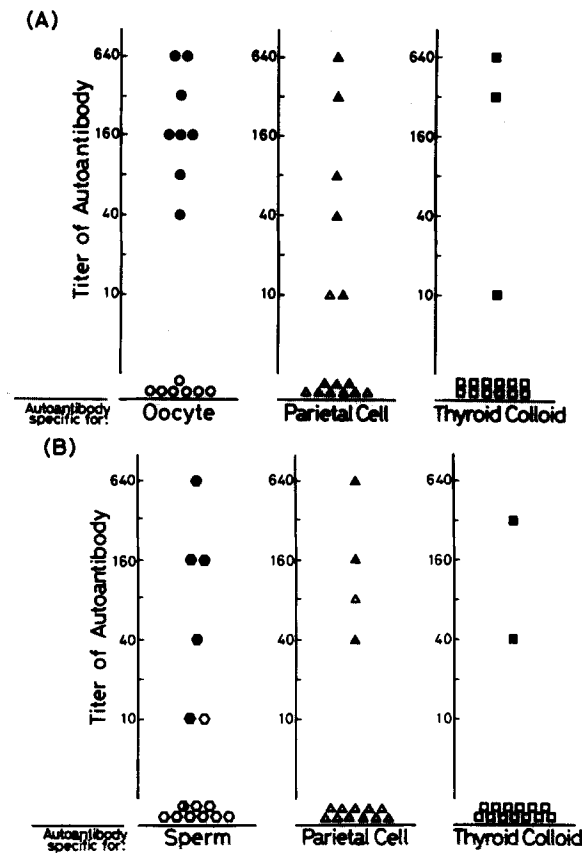 (A)
Titer of Autoantibody
640
160
40
10
640
160
40
10
640
160
40
10
Autoantibody
specific for:
Oocyte
Parietal Cell
Thyroid Colloid
(B)
Titer of Autoantibody
640
160
40
10
640
160
40
10
640
160
40
10
Autoantibody
specific for:
Sperm
Parietal Cell
Thyroid Colloid